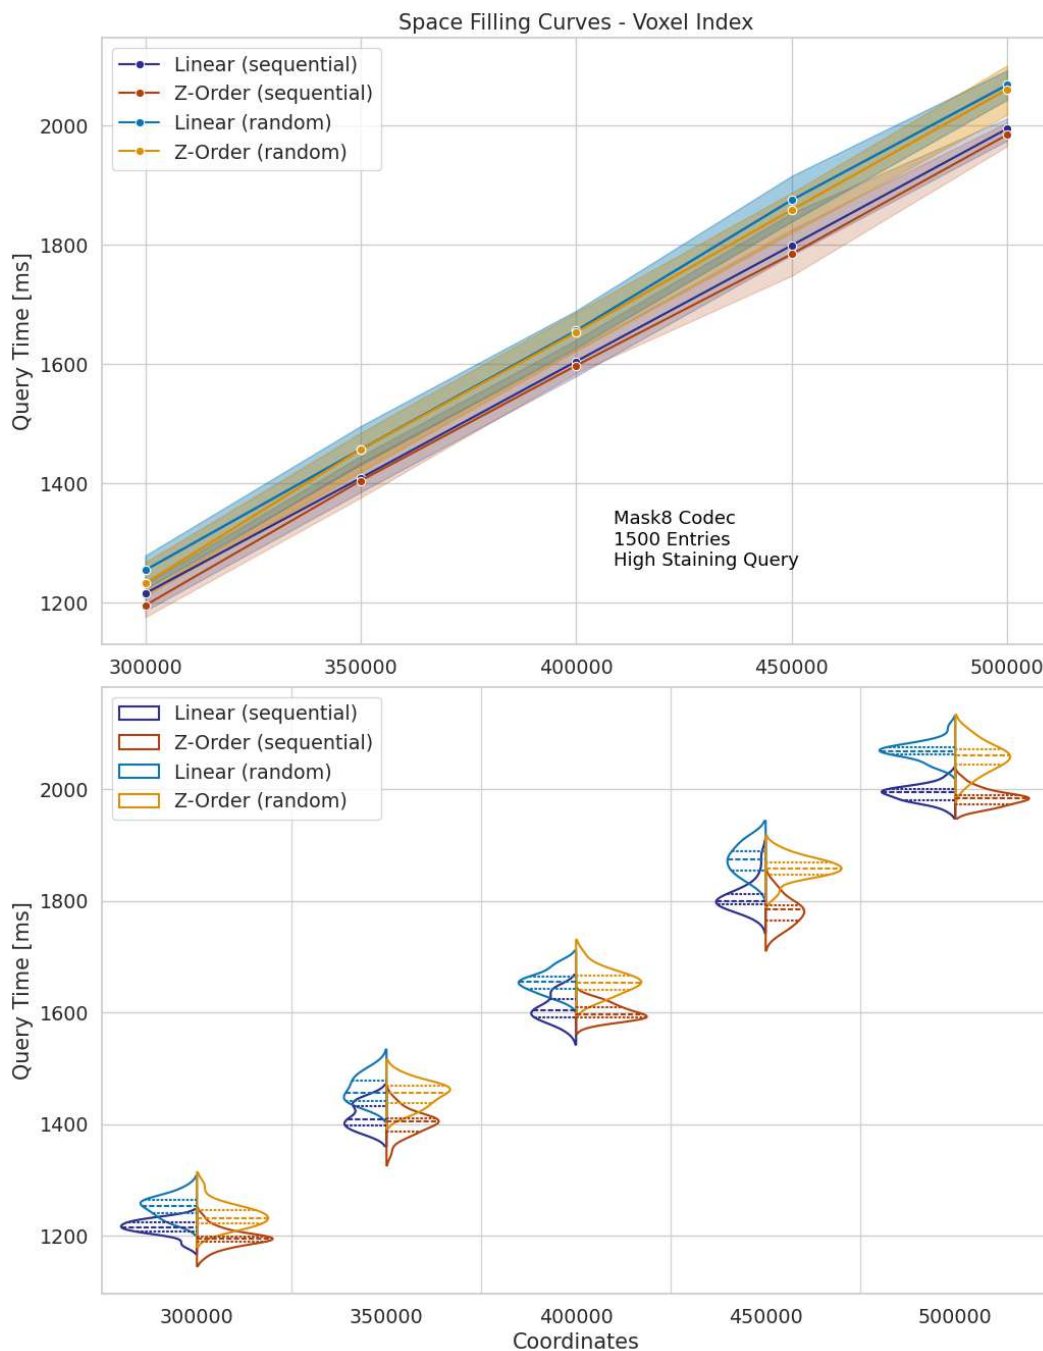 Space Filling Curves - Voxel Index
Linear (sequential)
Z-Order (sequential)
Linear (random)
Z-Order (random)
Query Time [ms]
2000
1800
1600
1400
1200
Mask8 Codec
1500 Entries
High Staining Query
300000 350000 400000 450000 500000
Linear (sequential)
Z-Order (sequential)
Linear (random)
Z-Order (random)
Query Time [ms]
2000
1800
1600
1400
1200
300000 350000 400000 450000 500000
Coordinates